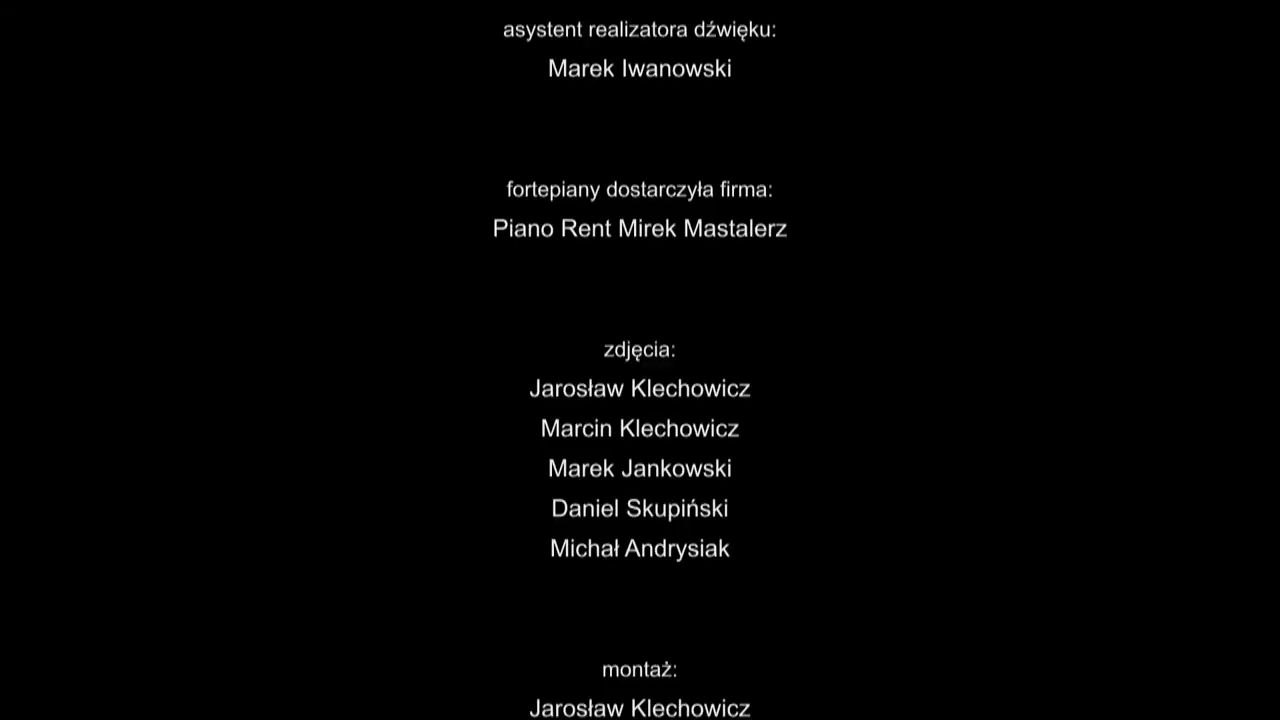 asystent realizatora dźwięku:
Marek Iwanowski
fortepiany dostarczyła firma:
Piano Rent Mirek Mastalerz
zdjęcia:
Jarosław Klechowicz
Marcin Klechowicz
Marek Jankowski
Daniel Skupiński
Michał Andrysiak
montaż:
Jarosław Klechowicz